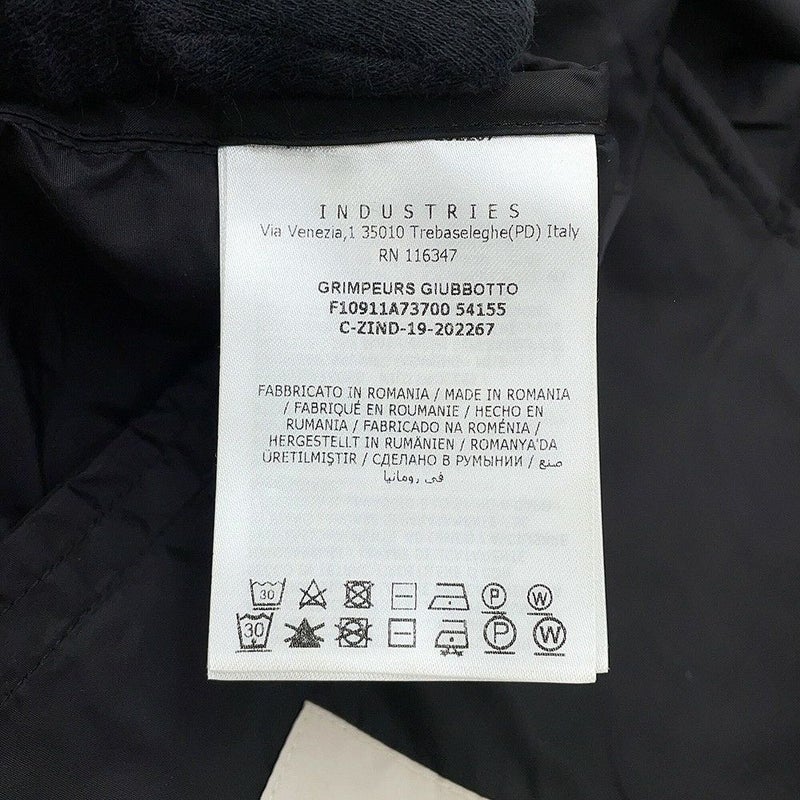 INDUSTRIES
Via Venezia,1 35010 Trebaseleghe(PD) Italy
RN 116347
GRIMPEURS GIUBBOTTO
F10911A73700 54155
C-ZIND-19-202267
FABBRICATO IN ROMANIA / MADE IN ROMANIA
/ FABRIQUÉ EN ROUMANIE / HECHO EN
RUMANIA / FABRICADO NA ROMÉNIA /
HERGESTELLT IN RUMÄNIEN / ROMANYA'DA
ÜRETILMIŞTIR / СДЕЛАНО В РУМЫНИИ / صنع
في رومانيا
30 P W
30 P W